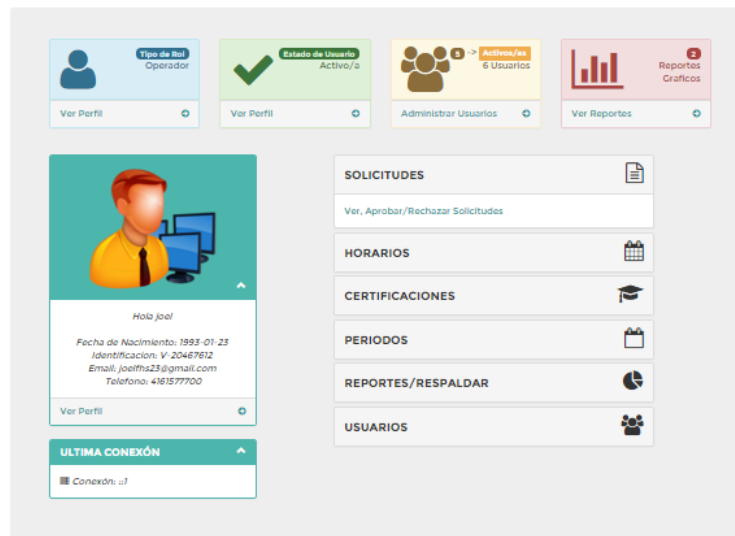 Tipo de Rol
Operador
Ver Perfil
Estado de Usuario
Activo/a
Ver Perfil
5 -> Activos/as
6 Usuarios
Administrar Usuarios
2
Reportes
Graficos
Ver Reportes
Hola joel
Fecha de Nacimiento: 1993-01-23
Identificacion: V-20467612
Email: joelfhs23@gmail.com
Telefono: 4161577700
Ver Perfil
ULTIMA CONEXÓN
Conexón: ::1
SOLICITUDES
Ver, Aprobar/Rechazar Solicitudes
HORARIOS
CERTIFICACIONES
PERIODOS
REPORTES/RESPALDAR
USUARIOS